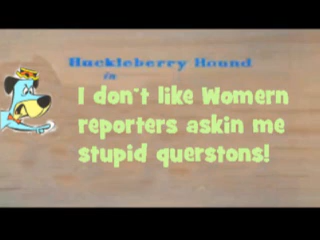 Huckleberry Hound
in
I don't like Womern
reporters askin me
stupid querstons!